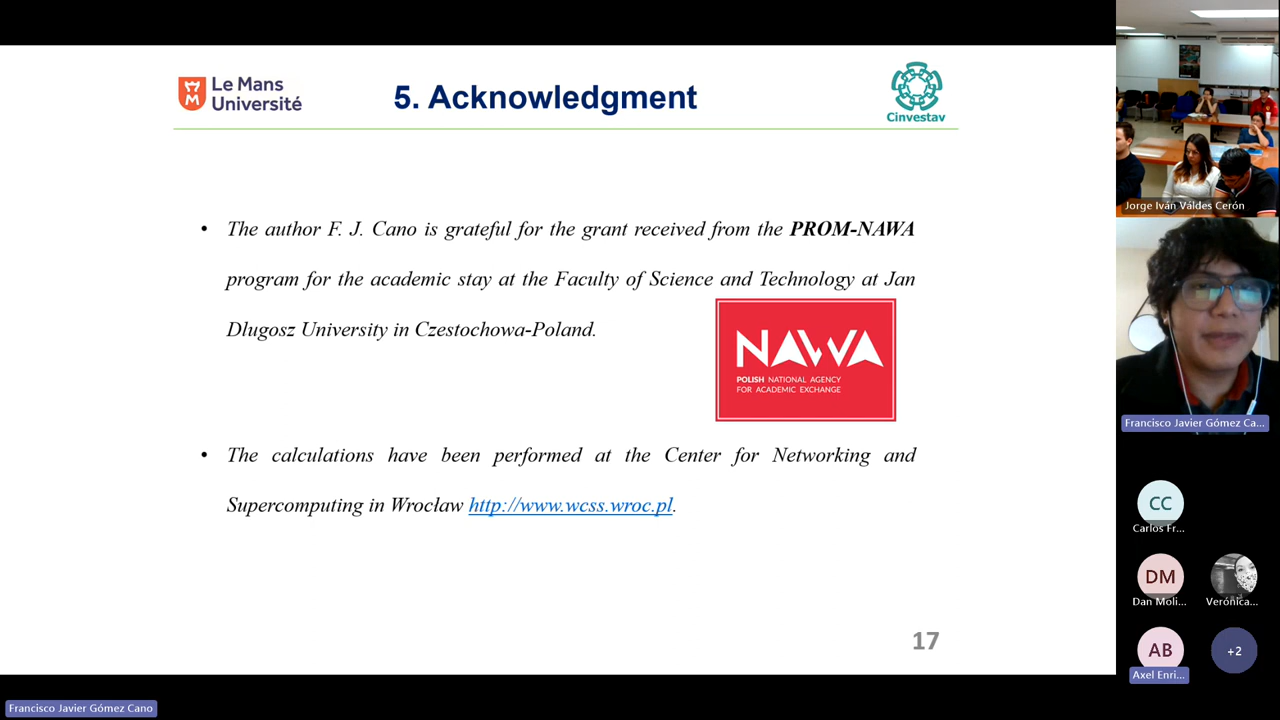 Le Mans
Université
5. Acknowledgment
Cinvestav
• The author F. J. Cano is grateful for the grant received from the PROM-NAWA
program for the academic stay at the Faculty of Science and Technology at Jan
Dlugosz University in Czestochowa-Poland.
NAWA
POLISH NATIONAL AGENCY
FOR ACADEMIC EXCHANGE
• The calculations have been performed at the Center for Networking and
Supercomputing in Wrocław http://www.wcss.wroc.pl.
17
Jorge Iván Váldes Cerón
Francisco Javier Gómez Ca...
CC
Carlos Fr...
DM
Dan Moli...
Verónica...
AB
Axel Enri...
+2
Francisco Javier Gómez Cano